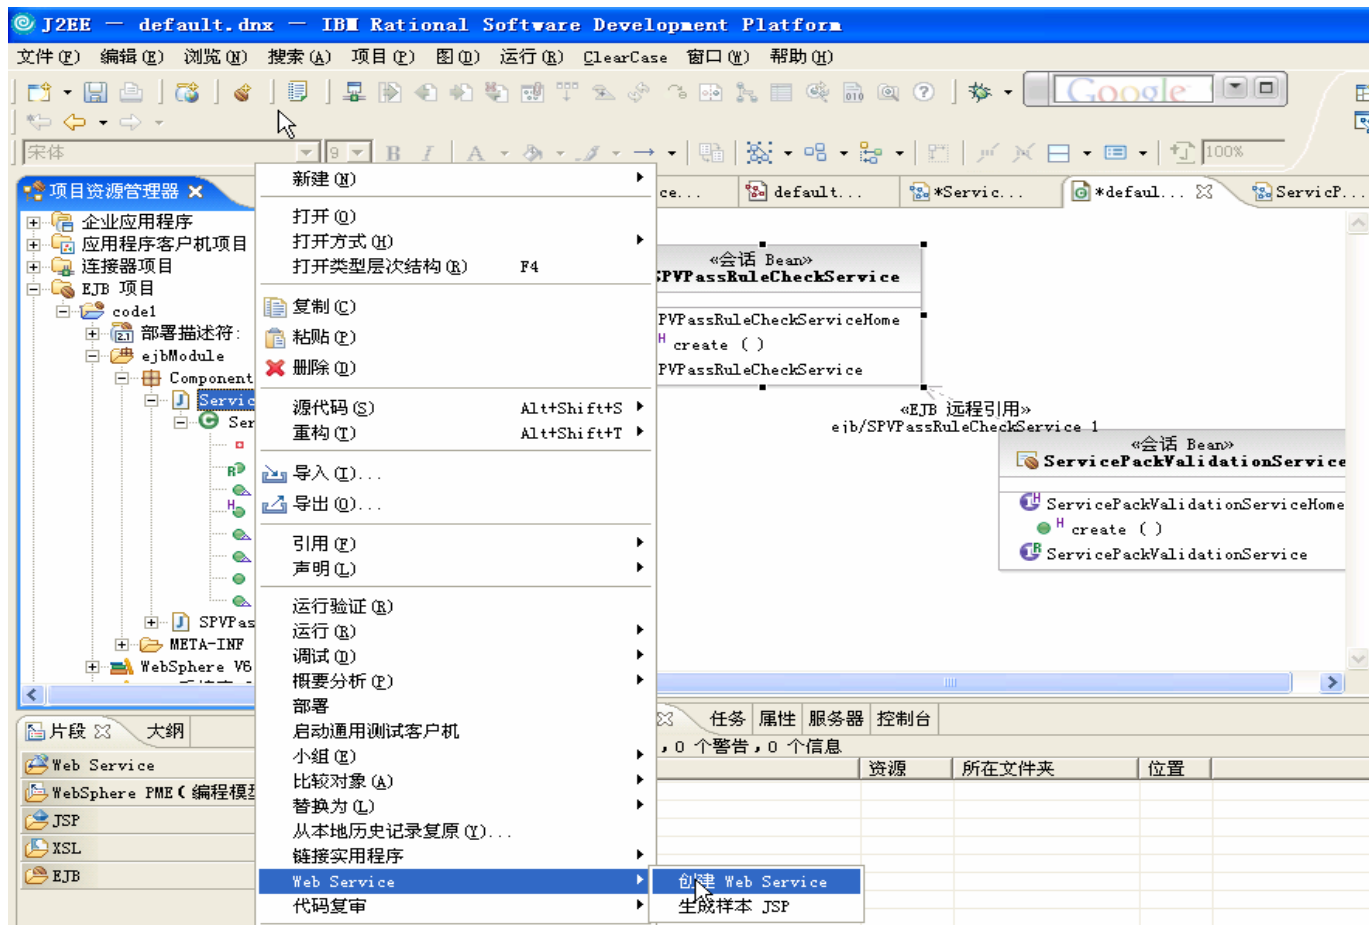 J2EE — default.dnx — IBM Rational Software Development Platform
文件(F) 编辑(E) 浏览(N) 搜索(A) 项目(P) 图(D) 运行(R) ClearCase 窗口(W) 帮助(H)
Google
宋体 9 B I A 100%
项目资源管理器
ce... default... *Servic... *defaul... ServicP...
企业应用程序
应用程序客户机项目
连接器项目
EJB 项目
code1
部署描述符:
ejbModule
Component
Servic
Ser
SPVPas
META-INF
WebSphere V6
新建(N)
打开(O)
打开方式(H)
打开类型层次结构(R) F4
复制(C)
粘贴(P)
删除(D)
源代码(S) Alt+Shift+S
重构(T) Alt+Shift+T
导入(I)...
导出(O)...
引用(F)
声明(L)
运行验证(R)
运行(R)
调试(D)
概要分析(P)
部署
启动通用测试客户机
小组(E)
比较对象(A)
替换为(L)
从本地历史记录复原(Y)...
链接实用程序
Web Service
代码复审
创建 Web Service
生成样本 JSP
«会话 Bean»
SPVPassRuleCheckService
PVPassRuleCheckServiceHome
create ( )
PVPassRuleCheckService
«EJB 远程引用»
ejb/SPVPassRuleCheckService 1
«会话 Bean»
ServicePackValidationService
ServicePackValidationServiceHome
create ( )
ServicePackValidationService
片段 大纲
Web Service
WebSphere PME(编程模型
JSP
XSL
EJB
任务 属性 服务器 控制台
,0 个警告,0 个信息
资源 所在文件夹 位置